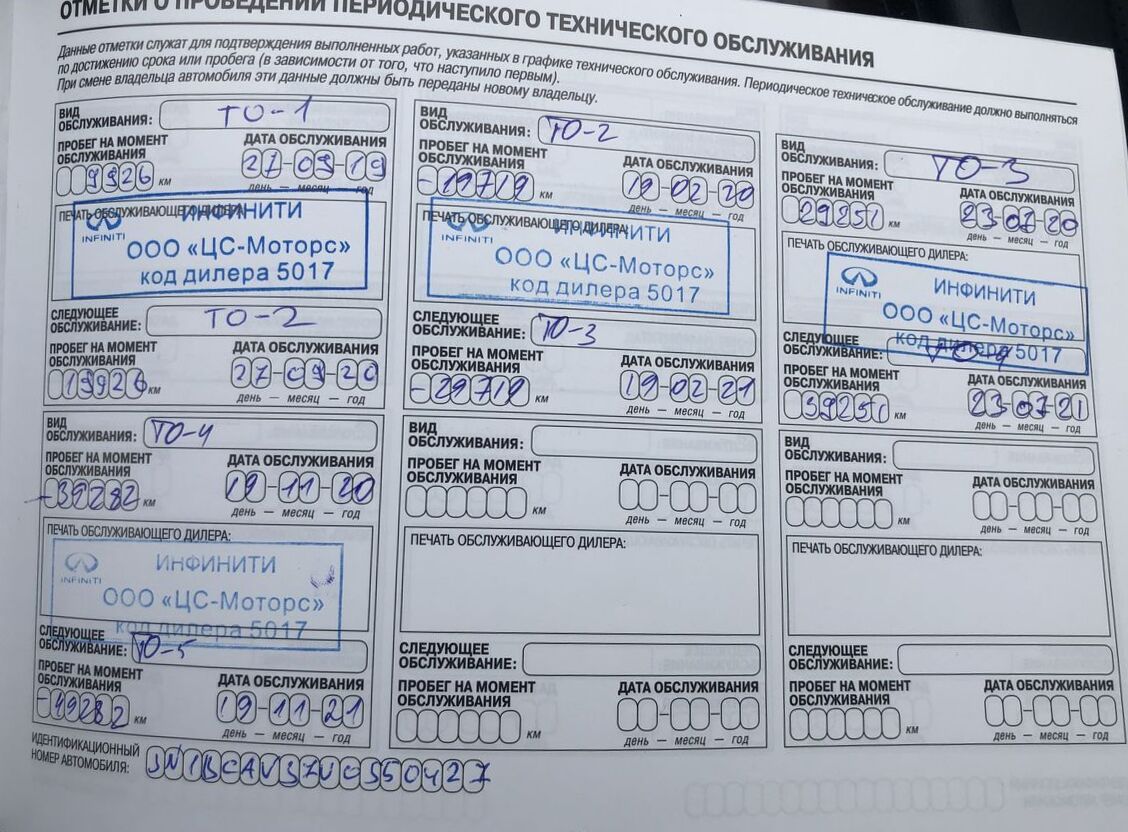 ОТМЕТКИ О ПРОВЕДЕНИИ ПЕРИОДИЧЕСКОГО ТЕХНИЧЕСКОГО ОБСЛУЖИВАНИЯ
Данные отметки служат для подтверждения выполненных работ, указанных в графике технического обслуживания. Периодическое техническое обслуживание должно выполняться
по достижению срока или пробега (в зависимости от того, что наступило первым).
При смене владельца автомобиля эти данные должны быть переданы новому владельцу.
ВИД
ОБСЛУЖИВАНИЯ: ТО-1
ПРОБЕГ НА МОМЕНТ
ОБСЛУЖИВАНИЯ ДАТА ОБСЛУЖИВАНИЯ
9926 км 27-09-19
день — месяц — год
ПЕЧАТЬ ОБСЛУЖИВАЮЩЕГО ДИЛЕРА:
ИНФИНИТИ
INFINITI
ООО «ЦС-Моторс»
код дилера 5017
СЛЕДУЮЩЕЕ
ОБСЛУЖИВАНИЕ: ТО-2
ПРОБЕГ НА МОМЕНТ
ОБСЛУЖИВАНИЯ ДАТА ОБСЛУЖИВАНИЯ
19926 км 27-09-20
день — месяц — год
ВИД
ОБСЛУЖИВАНИЯ: ТО-2
ПРОБЕГ НА МОМЕНТ
ОБСЛУЖИВАНИЯ ДАТА ОБСЛУЖИВАНИЯ
-19719 км 19-02-20
день — месяц — год
ПЕЧАТЬ ОБСЛУЖИВАЮЩЕГО ДИЛЕРА:
ИНФИНИТИ
INFINITI
ООО «ЦС-Моторс»
код дилера 5017
СЛЕДУЮЩЕЕ
ОБСЛУЖИВАНИЕ: ТО-3
ПРОБЕГ НА МОМЕНТ
ОБСЛУЖИВАНИЯ ДАТА ОБСЛУЖИВАНИЯ
-29719 км 19-02-21
день — месяц — год
ВИД
ОБСЛУЖИВАНИЯ: ТО-3
ПРОБЕГ НА МОМЕНТ
ОБСЛУЖИВАНИЯ ДАТА ОБСЛУЖИВАНИЯ
29251 км 23-07-20
день — месяц — год
ПЕЧАТЬ ОБСЛУЖИВАЮЩЕГО ДИЛЕРА:
ИНФИНИТИ
INFINITI
ООО «ЦС-Моторс»
код дилера 5017
СЛЕДУЮЩЕЕ
ОБСЛУЖИВАНИЕ: ТО-4
ПРОБЕГ НА МОМЕНТ
ОБСЛУЖИВАНИЯ ДАТА ОБСЛУЖИВАНИЯ
39251 км 23-07-21
день — месяц — год
ВИД
ОБСЛУЖИВАНИЯ: ТО-4
ПРОБЕГ НА МОМЕНТ
ОБСЛУЖИВАНИЯ ДАТА ОБСЛУЖИВАНИЯ
-39282 км 19-11-20
день — месяц — год
ПЕЧАТЬ ОБСЛУЖИВАЮЩЕГО ДИЛЕРА:
ИНФИНИТИ
INFINITI
ООО «ЦС-Моторс»
код дилера 5017
СЛЕДУЮЩЕЕ
ОБСЛУЖИВАНИЕ: ТО-5
ПРОБЕГ НА МОМЕНТ
ОБСЛУЖИВАНИЯ ДАТА ОБСЛУЖИВАНИЯ
-49282 км 19-11-21
день — месяц — год
ВИД
ОБСЛУЖИВАНИЯ:
ПРОБЕГ НА МОМЕНТ
ОБСЛУЖИВАНИЯ ДАТА ОБСЛУЖИВАНИЯ
км
день — месяц — год
ПЕЧАТЬ ОБСЛУЖИВАЮЩЕГО ДИЛЕРА:
СЛЕДУЮЩЕЕ
ОБСЛУЖИВАНИЕ:
ПРОБЕГ НА МОМЕНТ
ОБСЛУЖИВАНИЯ ДАТА ОБСЛУЖИВАНИЯ
км
день — месяц — год
ВИД
ОБСЛУЖИВАНИЯ:
ПРОБЕГ НА МОМЕНТ
ОБСЛУЖИВАНИЯ ДАТА ОБСЛУЖИВАНИЯ
км
день — месяц — год
ПЕЧАТЬ ОБСЛУЖИВАЮЩЕГО ДИЛЕРА:
СЛЕДУЮЩЕЕ
ОБСЛУЖИВАНИЕ:
ПРОБЕГ НА МОМЕНТ
ОБСЛУЖИВАНИЯ ДАТА ОБСЛУЖИВАНИЯ
км
день — месяц — год
ИДЕНТИФИКАЦИОННЫЙ
НОМЕР АВТОМОБИЛЯ: JN1BCAV37UC550427